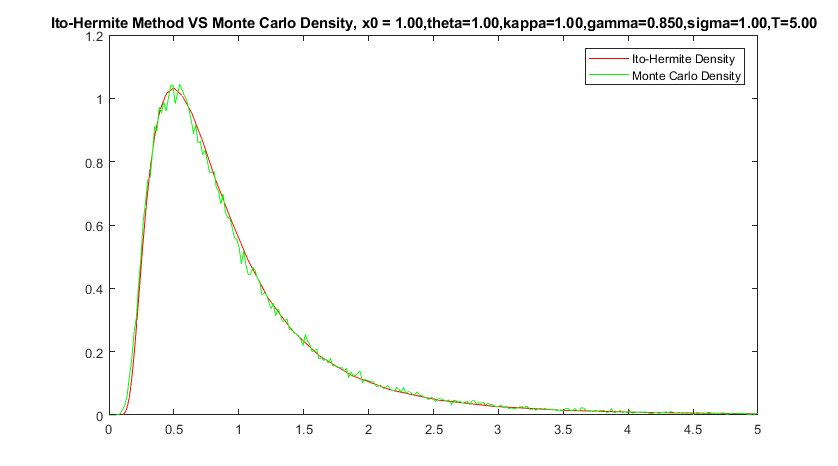 Ito-Hermite Method VS Monte Carlo Density, x0 = 1.00,theta=1.00,kappa=1.00,gamma=0.850,sigma=1.00,T=5.00
1.2
1
0.8
0.6
0.4
0.2
0
Ito-Hermite Density
Monte Carlo Density
0 0.5 1 1.5 2 2.5 3 3.5 4 4.5 5